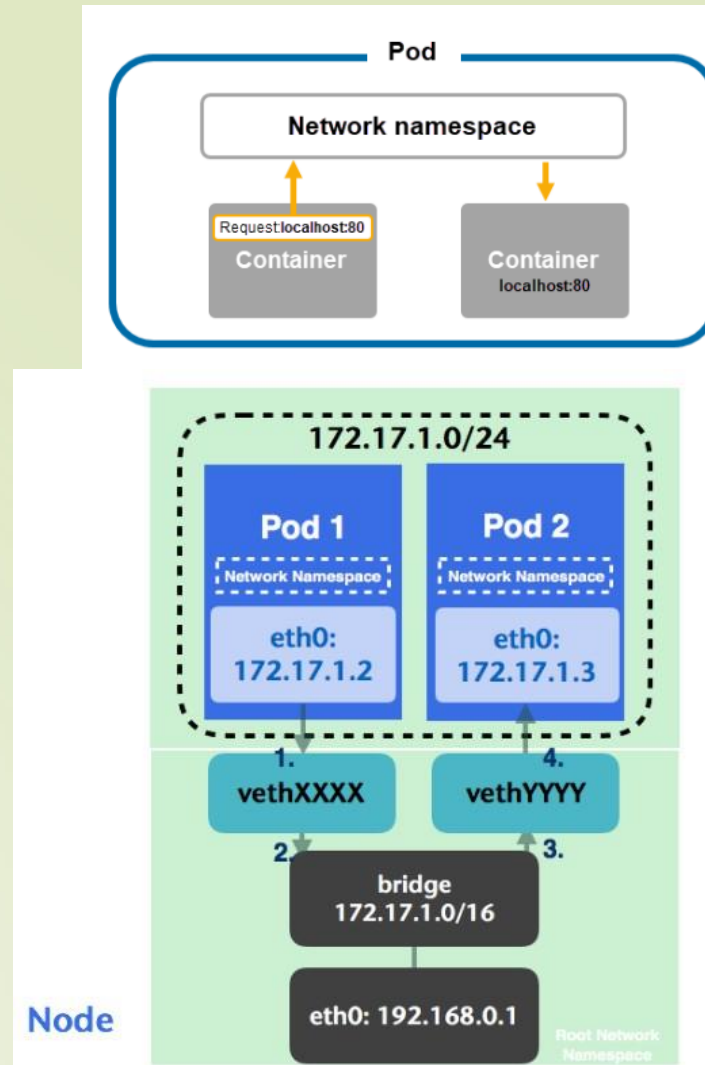 Pod
Network namespace
Request:localhost:80
Container
Container
localhost:80
172.17.1.0/24
Pod 1
Pod 2
Network Namespace
Network Namespace
eth0:
172.17.1.2
eth0:
172.17.1.3
1.
4.
vethXXXX
vethYYYY
2.
3.
bridge
172.17.1.0/16
Node
eth0: 192.168.0.1
Root Network
Namespace